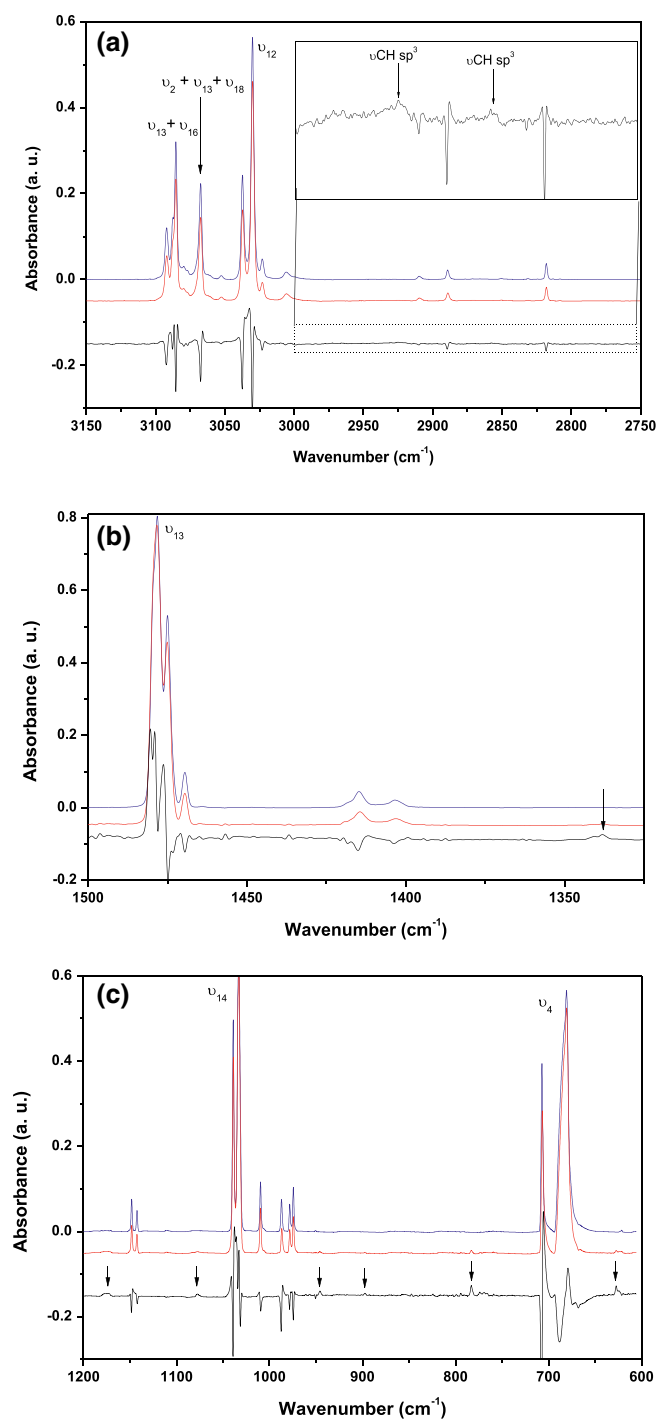 (a)
υ12
υCH sp3
υCH sp3
υ2 + υ13 + υ18
υ13 + υ16
0.6
0.4
0.2
0.0
-0.2
Absorbance (a. u.)
3150 3100 3050 3000 2950 2900 2850 2800 2750
Wavenumber (cm-1)
(b)
υ13
0.8
0.6
0.4
0.2
0.0
-0.2
Absorbance (a. u.)
1500 1450 1400 1350
Wavenumber (cm-1)
(c)
υ14
υ4
0.6
0.4
0.2
0.0
-0.2
Absorbance (a. u.)
1200 1100 1000 900 800 700 600
Wavenumber (cm-1)